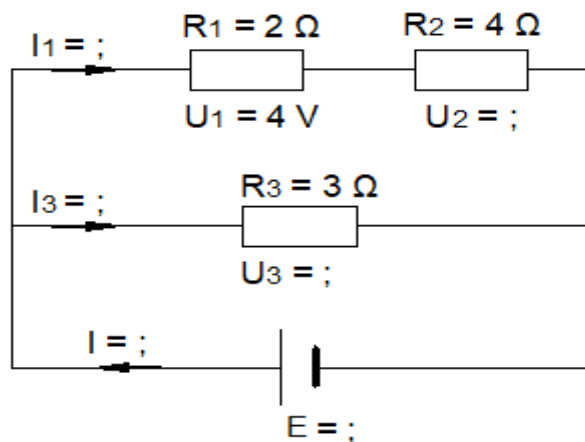 R1 = 2 Ω
R2 = 4 Ω
I1 = ;
U1 = 4 V
U2 = ;
R3 = 3 Ω
I3 = ;
U3 = ;
I = ;
E = ;